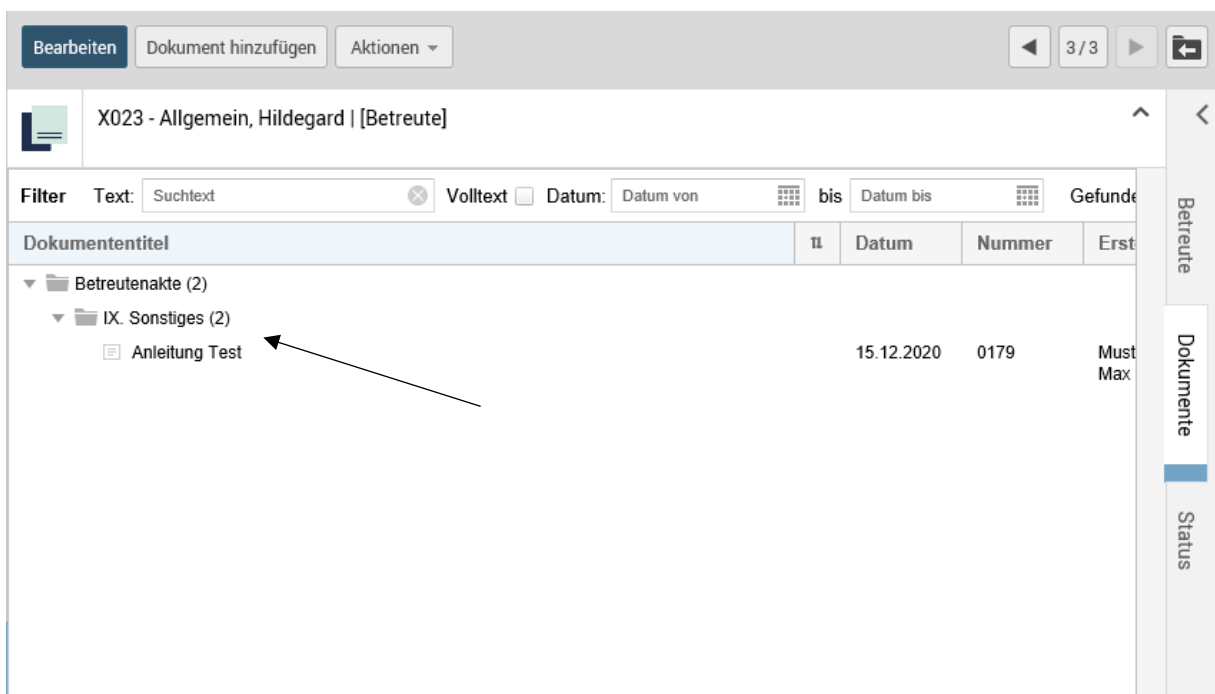 Bearbeiten Dokument hinzufügen Aktionen 3/3
X023 - Allgemein, Hildegard | [Betreute]
Filter Text: Suchtext Volltext Datum: Datum von bis Datum bis Gefunde
Dokumententitel Datum Nummer Erst
Betreutenakte (2)
IX. Sonstiges (2)
Anleitung Test 15.12.2020 0179 Must
Max
Betreute
Dokumente
Status